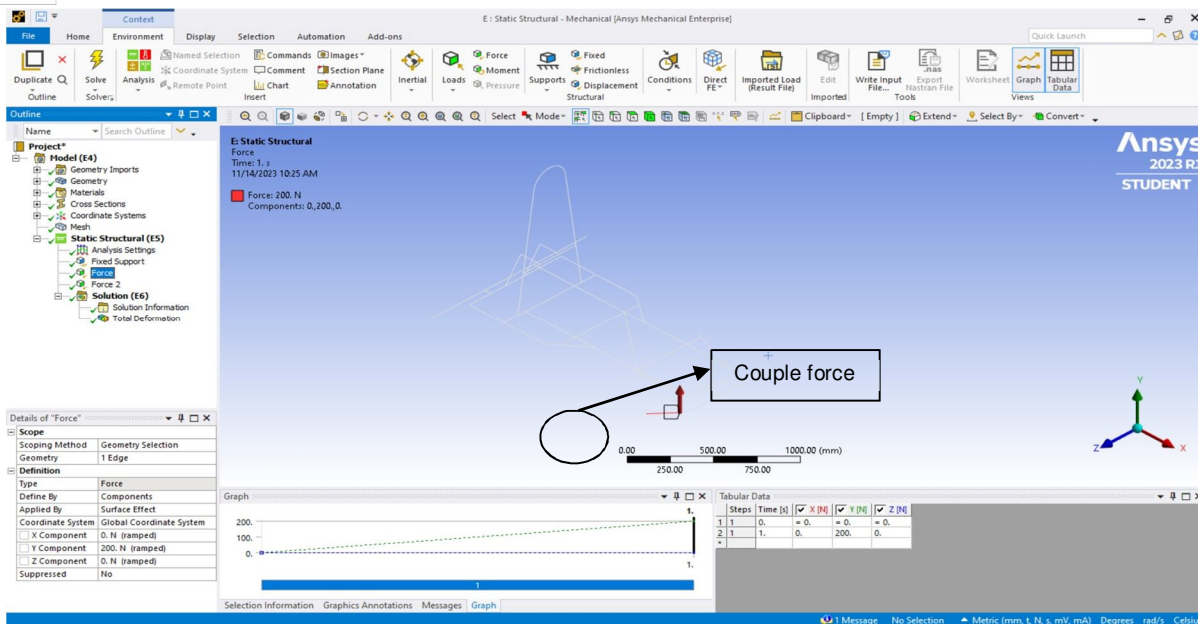 Context
E : Static Structural - Mechanical [Ansys Mechanical Enterprise]
File Home Environment Display Selection Automation Add-ons
Quick Launch
Duplicate Q
Outline
Solve
Solvers
Analysis
Named Selection
Coordinate System
Remote Point
Commands
Comment
Chart
Images
Section Plane
Annotation
Insert
Inertial
Loads
Force
Moment
Pressure
Supports
Fixed
Frictionless
Displacement
Structural
Conditions
Direct
FE
Imported Load
(Result File)
Edit
Imported
Write Input
File...
Export
Nastran File
.nas
Tools
Worksheet
Graph
Tabular
Data
Views
Outline
Name Search Outline
Project*
Model (E4)
Geometry Imports
Geometry
Materials
Cross Sections
Coordinate Systems
Mesh
Static Structural (E5)
Analysis Settings
Fixed Support
Force
Force 2
Solution (E6)
Solution Information
Total Deformation
Select Mode Clipboard [ Empty ] Extend Select By Convert
E: Static Structural
Force
Time: 1. s
11/14/2023 10:25 AM
Force: 200. N
Components: 0.,200.,0.
Ansys
2023 R
STUDENT
Couple force
0.00 500.00 1000.00 (mm)
250.00 750.00
Y
Z X
Details of "Force"
Scope
Scoping Method Geometry Selection
Geometry 1 Edge
Definition
Type Force
Define By Components
Applied By Surface Effect
Coordinate System Global Coordinate System
X Component 0. N (ramped)
Y Component 200. N (ramped)
Z Component 0. N (ramped)
Suppressed No
Graph
1.
200.
100.
0.
1.
1
Selection Information Graphics Annotations Messages Graph
Tabular Data
Steps Time [s] X [N] Y [N] Z [N]
1 1 0. = 0. = 0. = 0.
2 1 1. 0. 200. 0.
*
1 Message No Selection Metric (mm, t, N, s, mV, mA) Degrees rad/s Celsiu